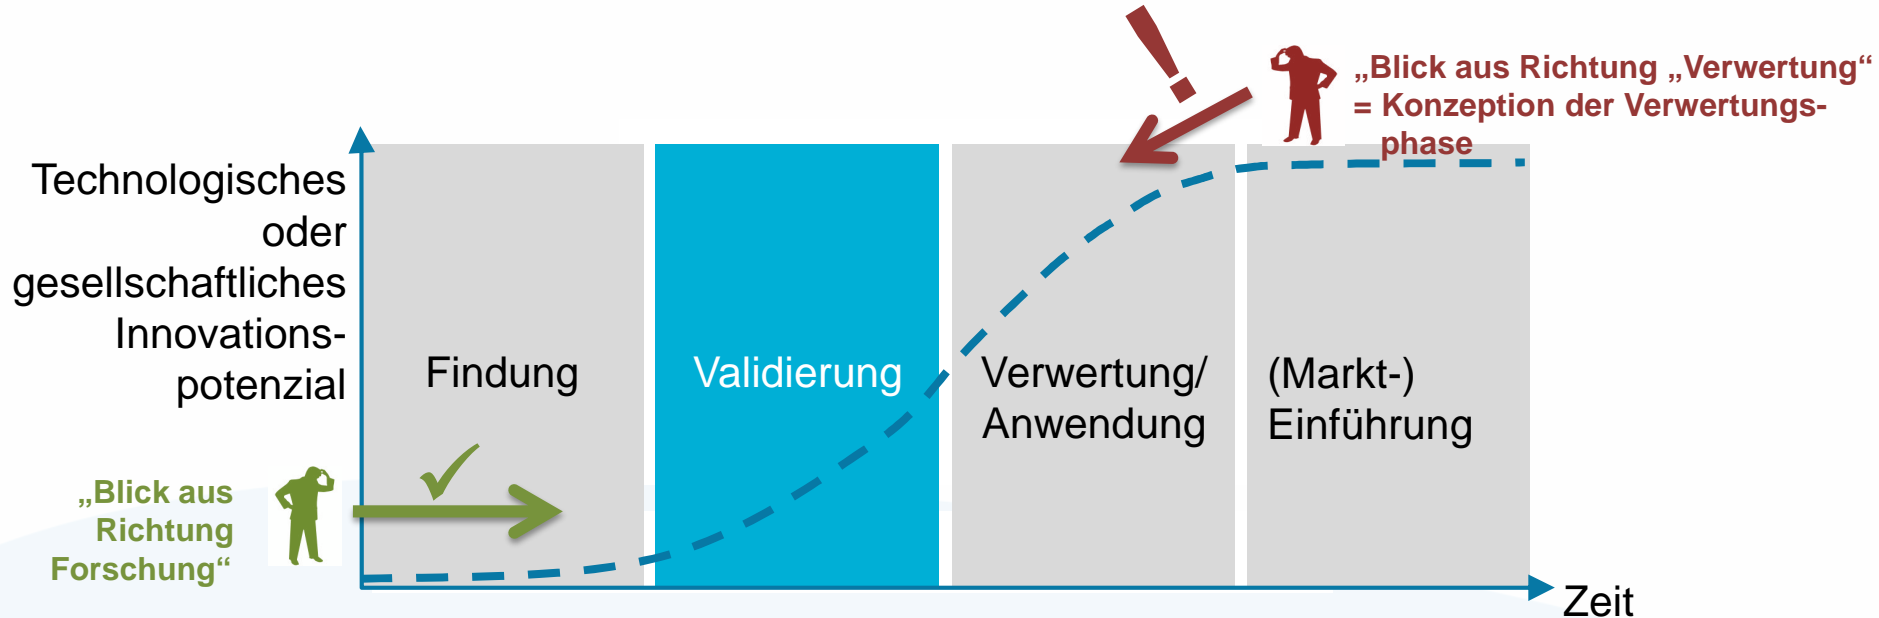 „Blick aus Richtung „Verwertung“
= Konzeption der Verwertungs-
phase
Technologisches
oder
gesellschaftliches
Innovations-
potenzial
Findung
Validierung
Verwertung/
Anwendung
(Markt-)
Einführung
„Blick aus
Richtung
Forschung“
Zeit